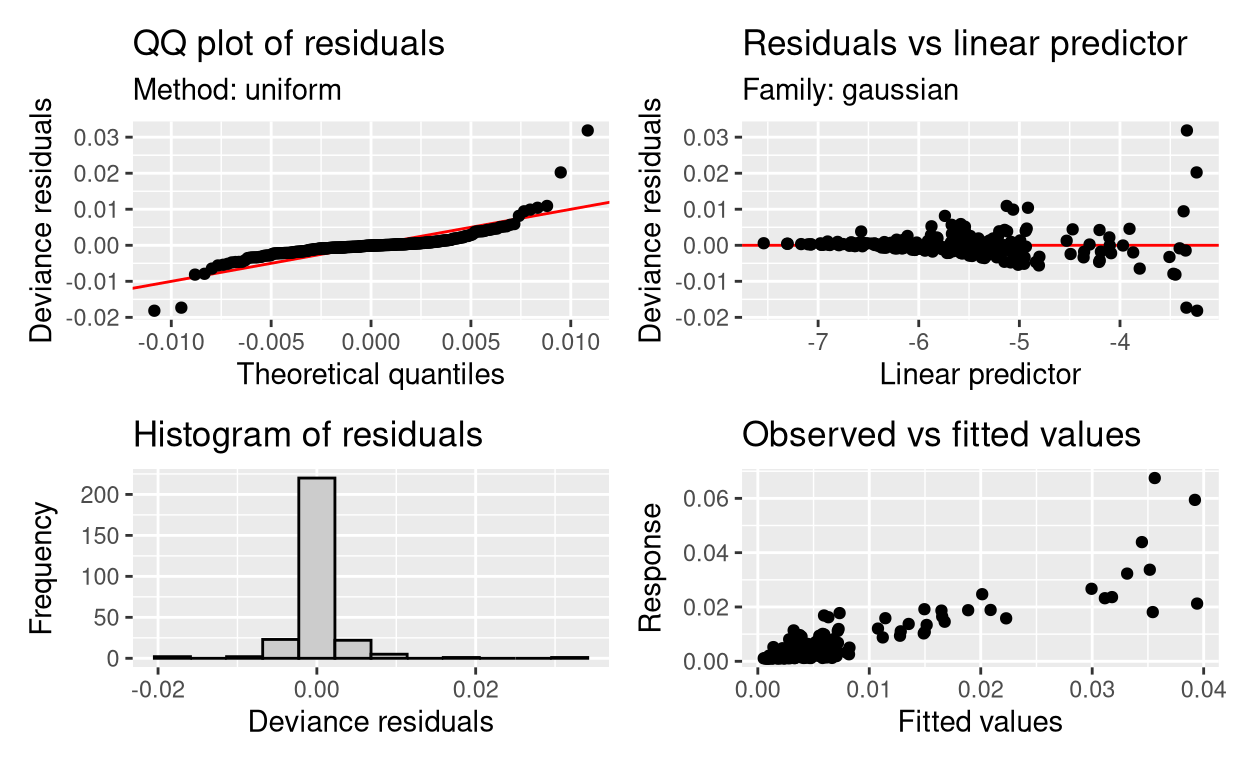 QQ plot of residuals
Method: uniform
Deviance residuals
0.03
0.02
0.01
0.00
-0.01
-0.02
-0.010 -0.005 0.000 0.005 0.010
Theoretical quantiles
Residuals vs linear predictor
Family: gaussian
Deviance residuals
0.03
0.02
0.01
0.00
-0.01
-0.02
-7 -6 -5 -4
Linear predictor
Histogram of residuals
Frequency
200
150
100
50
0
-0.02 0.00 0.02
Deviance residuals
Observed vs fitted values
Response
0.06
0.04
0.02
0.00
0.00 0.01 0.02 0.03 0.04
Fitted values